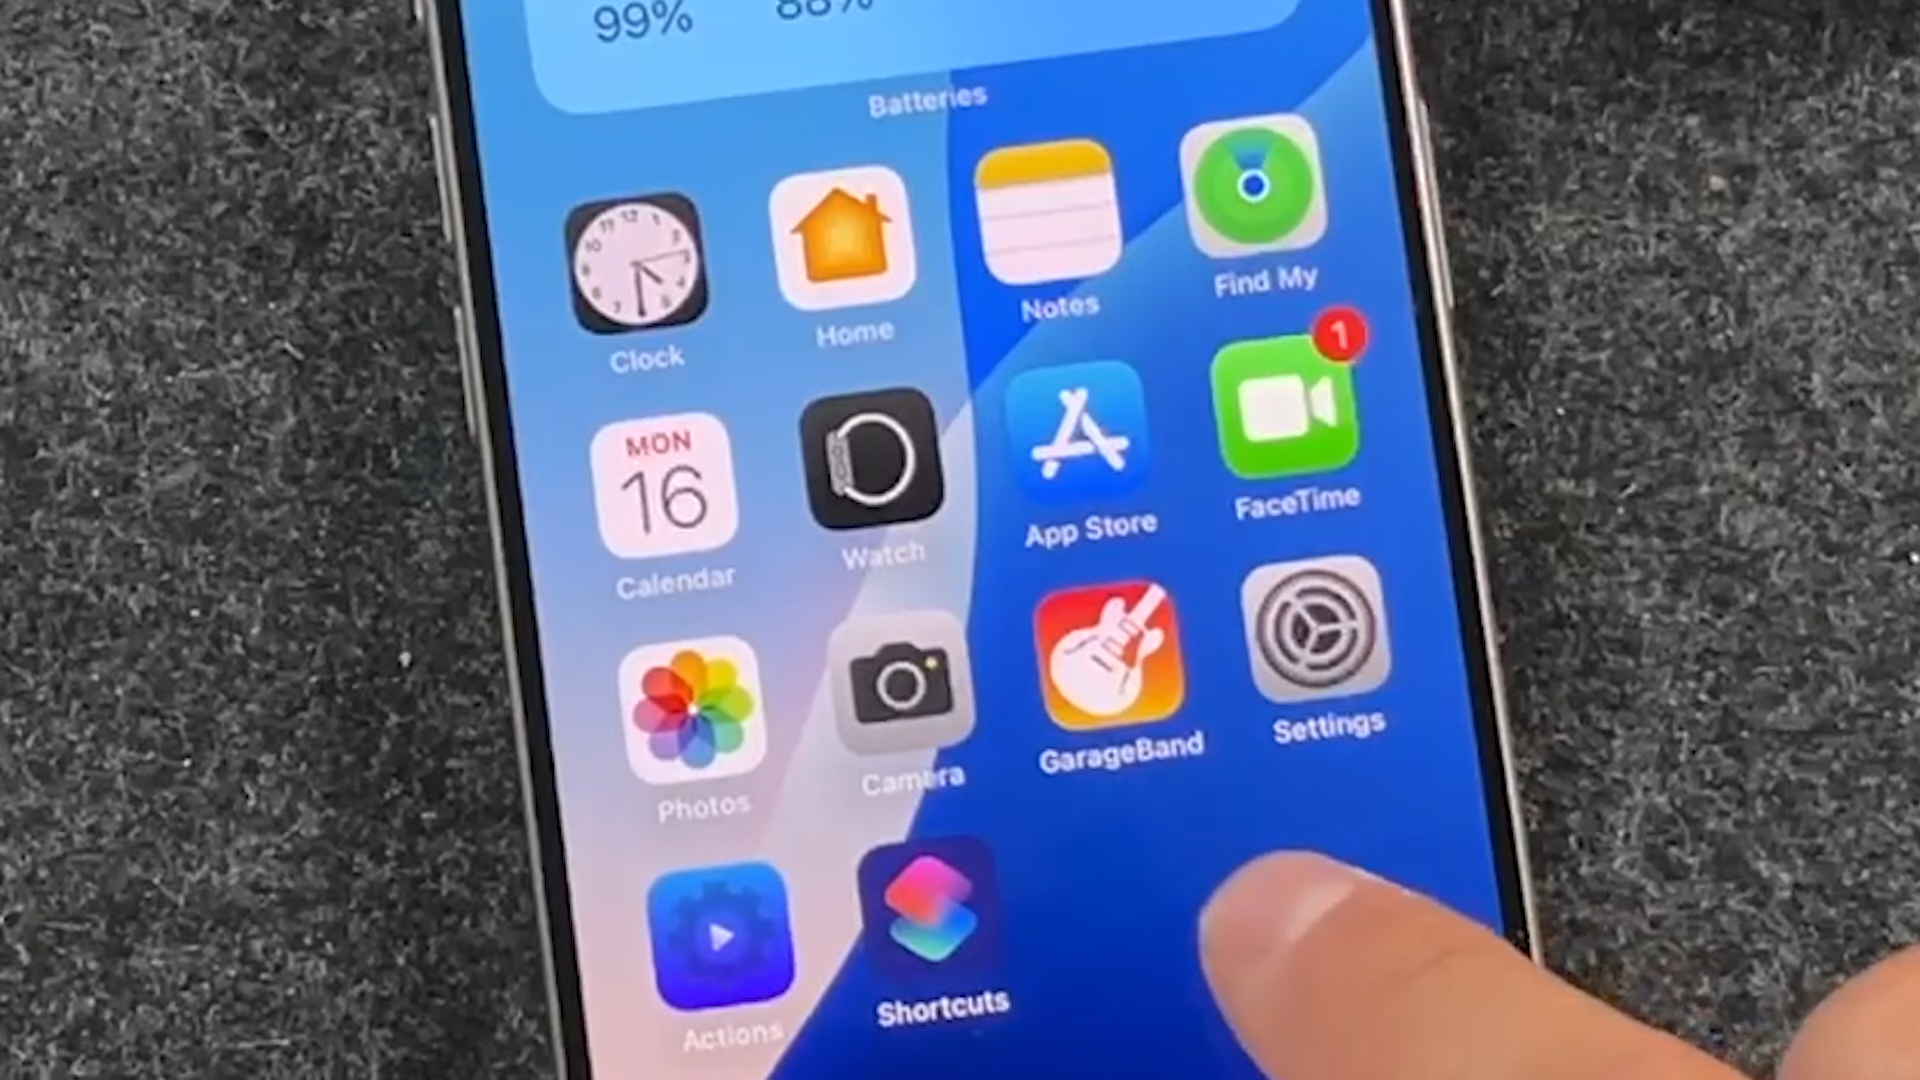 99% 88%
Batteries
Clock Home Notes Find My
1
MON
16
Calendar Watch App Store FaceTime
Photos Camera GarageBand Settings
Actions Shortcuts